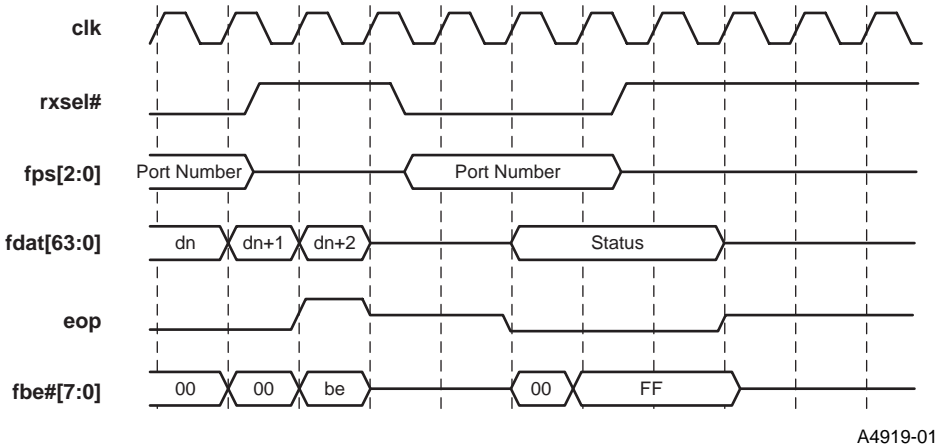 clk
rxsel#
fps[2:0] Port Number Port Number
fdat[63:0] dn dn+1 dn+2 Status
eop
fbe#[7:0] 00 00 be 00 FF
A4919-01